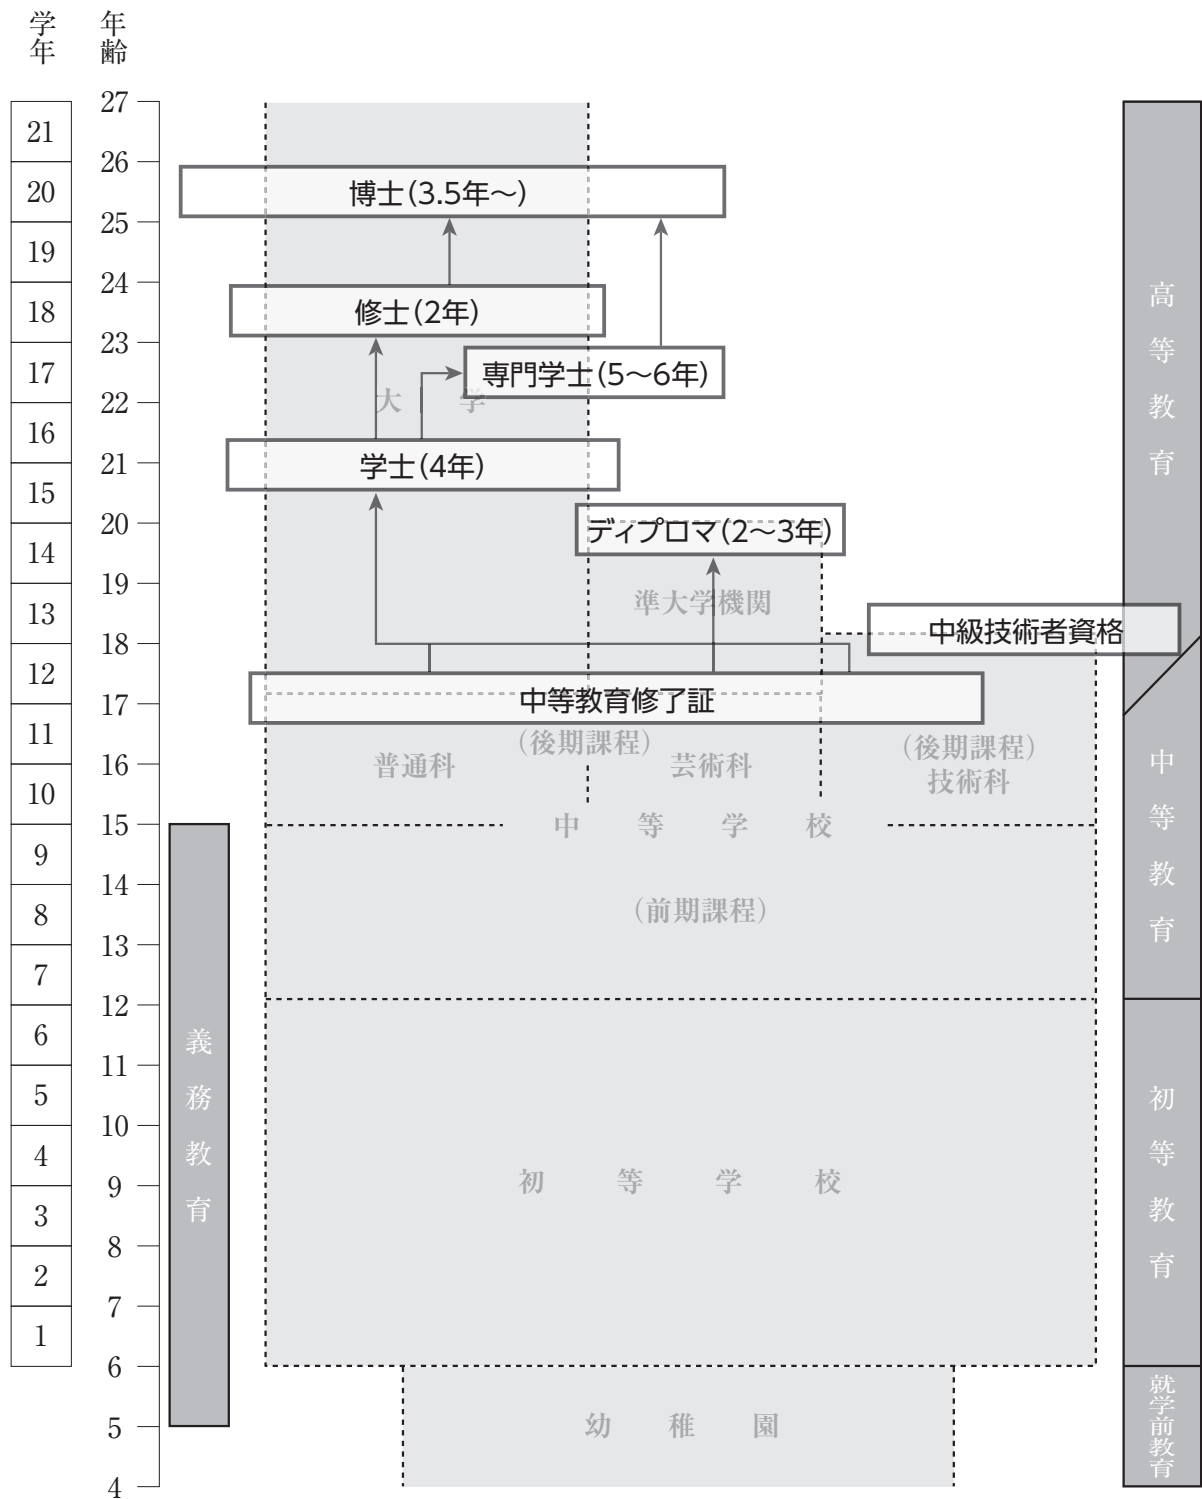 学年
年齢
27
21
26
20
博士(3.5年〜)
25
19
24
18
修士(2年)
23
17
専門学士(5〜6年)
22
大学
16
21
学士(4年)
15
20
ディプロマ(2〜3年)
14
19
準大学機関
13
中級技術者資格
18
12
中等教育修了証
17
11
(後期課程)
(後期課程)
普通科
芸術科
技術科
16
10
15
中等学校
9
14
8
(前期課程)
13
7
12
6
11
5
10
4
初等学校
9
3
8
2
7
1
6
5
幼稚園
4
義務教育
高等教育
中等教育
初等教育
就学前教育